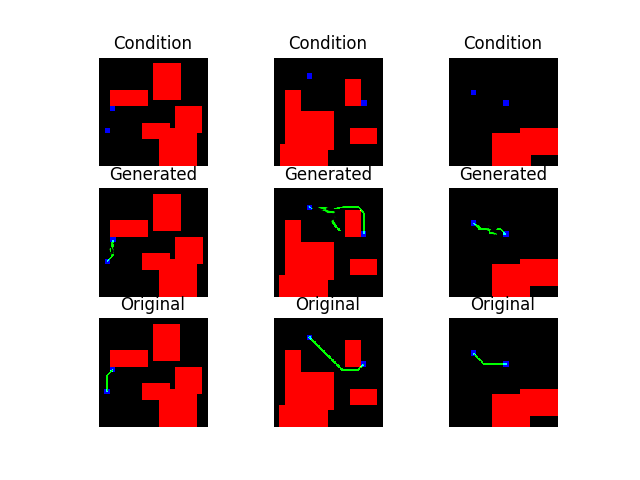 Condition
Condition
Condition
Generated
Generated
Generated
Original
Original
Original